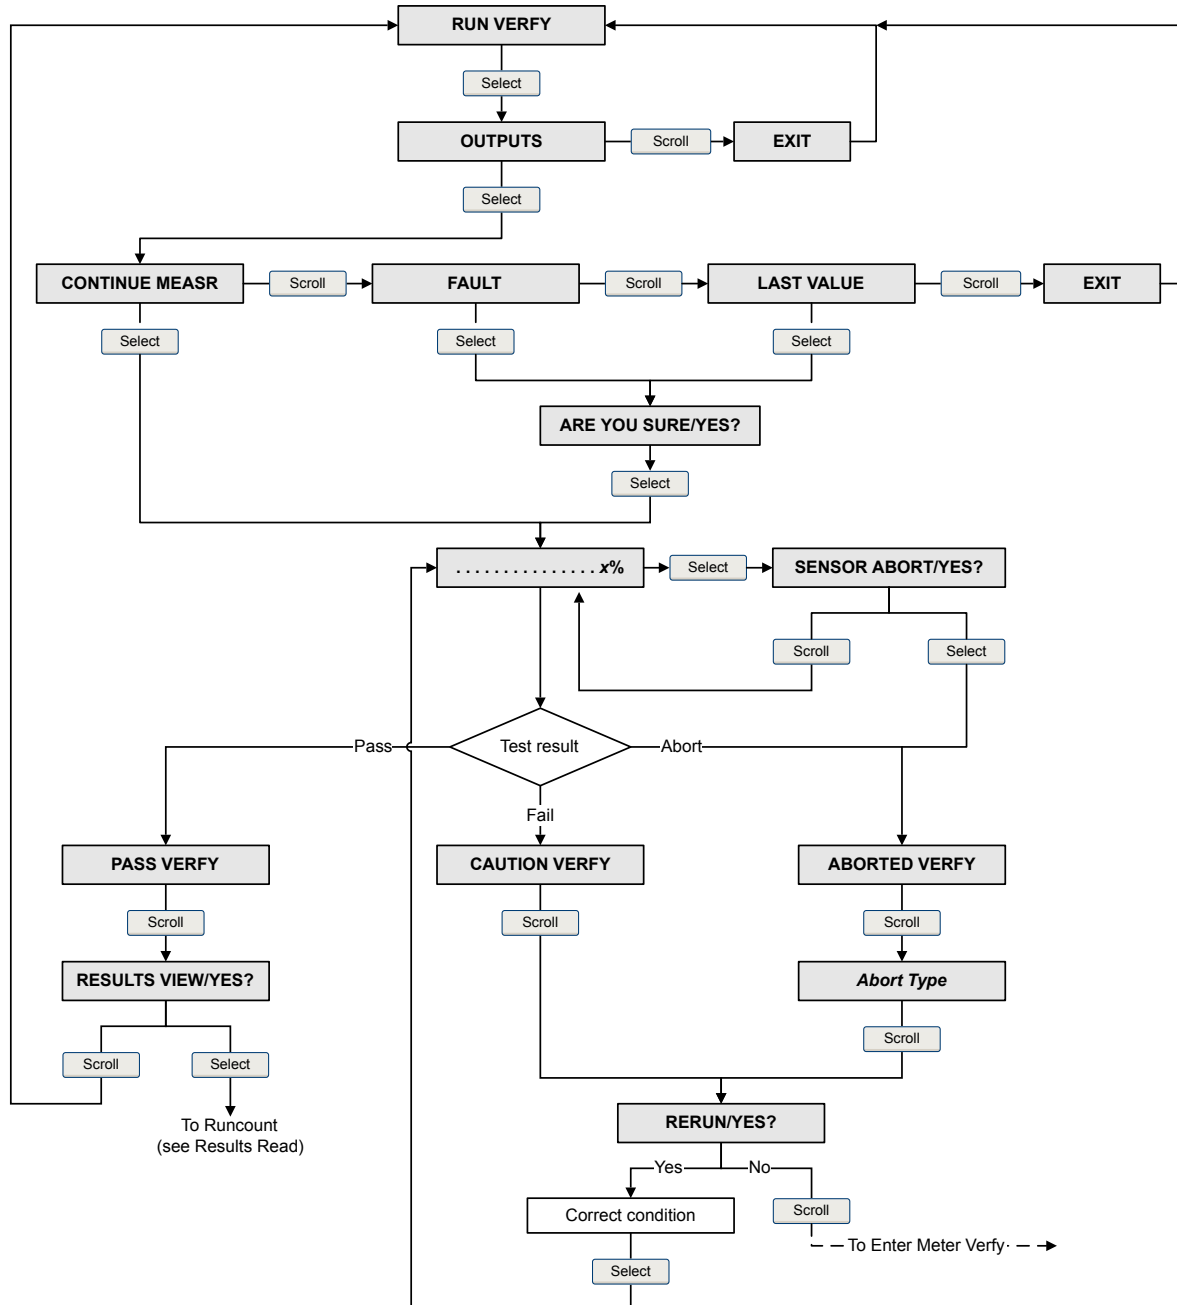 RUN VERFY
Select
OUTPUTS
Scroll
EXIT
Select
CONTINUE MEASR
Scroll
FAULT
Scroll
LAST VALUE
Scroll
EXIT
Select
Select
Select
ARE YOU SURE/YES?
Select
. . . . . . . . . . . . . . . x%
Select
SENSOR ABORT/YES?
Scroll
Select
Pass
Test result
Abort
Fail
PASS VERFY
CAUTION VERFY
ABORTED VERFY
Scroll
Scroll
Scroll
RESULTS VIEW/YES?
Abort Type
Scroll
Select
Scroll
To Runcount
(see Results Read)
RERUN/YES?
Yes
No
Correct condition
Scroll
To Enter Meter Verfy
Select